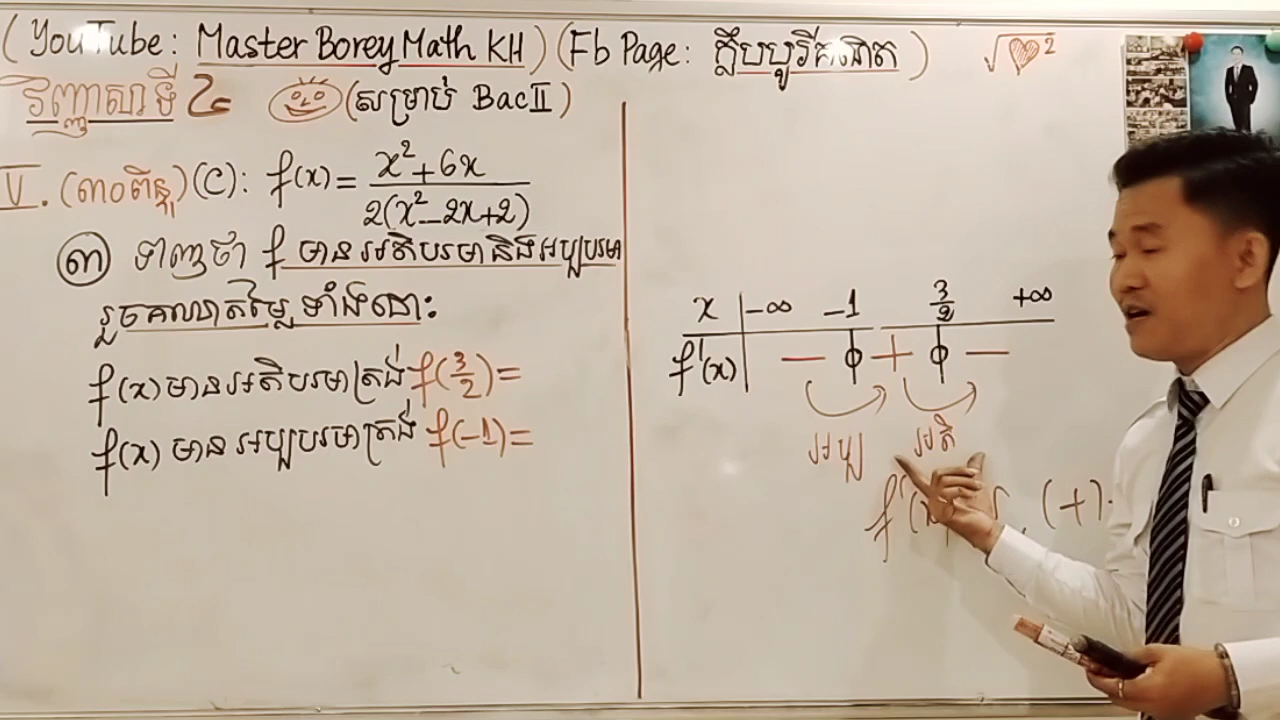 (YouTube: Master Borey Math KH) (Fb Page: ក្លឹបបូរីគណិត)
√♡²
វិញ្ញាសាទី 2 (សម្រាប់ BacII)
V. (៣០ពិន្ទុ) (C): f(x) = x²+6x / 2(x²-2x+2)
៣ ទាញថា f មានអតិបរមានិងអប្បបរមា
រួចគណនាតម្លៃទាំងនោះ:
f(x) មានអតិបរមាត្រង់ f(3/2)=
f(x) មានអប្បបរមាត្រង់ f(-1)=
x -∞ -1 3/2 +∞
f'(x) - 0 + 0 -
អប្ប អតិ
f'(x) (+)